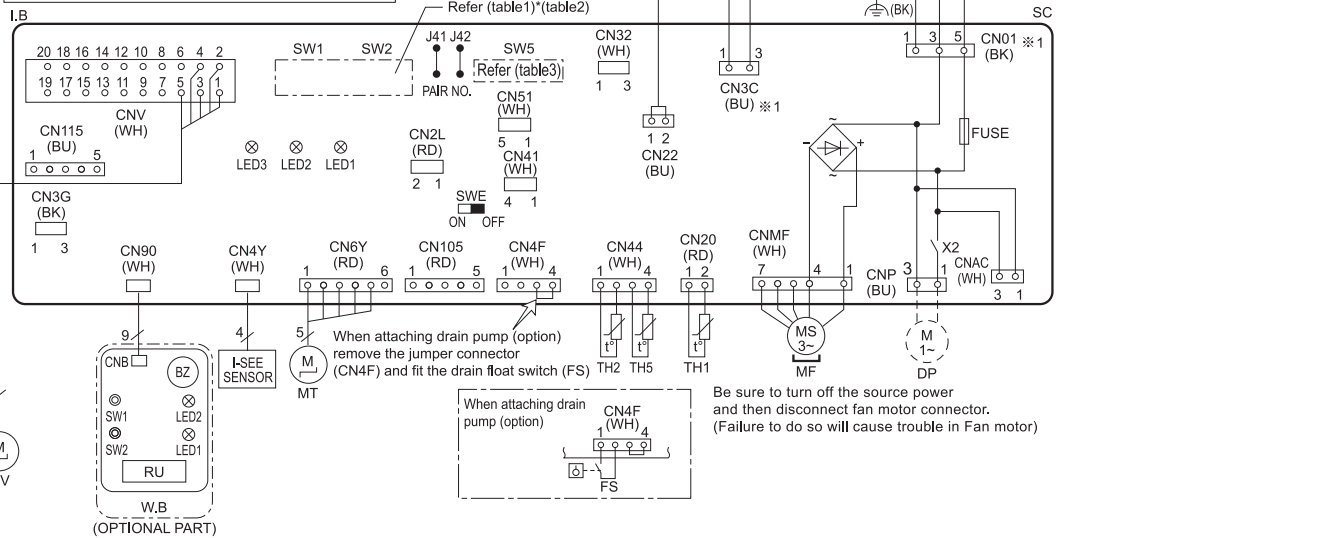 Refer (table1)*(table2)
(BK)
I.B
SC
20 18 16 14 12 10 8 6 4 2
19 17 15 13 11 9 7 5 3 1
CNV
(WH)
SW1 SW2
J41 J42
PAIR NO.
SW5
Refer (table3)
CN32
(WH)
1 3
1 3
CN3C
(BU) ※1
1 3 5
CN01 ※1
(BK)
CN115
(BU)
1 5
LED3 LED2 LED1
CN2L
(RD)
2 1
CN51
(WH)
5 1
CN41
(WH)
4 1
1 2
CN22
(BU)
~
- +
~
FUSE
CN3G
(BK)
1 3
SWE
ON OFF
CN90
(WH)
CN4Y
(WH)
CN6Y
(RD)
1 6
CN105
(RD)
1 5
CN4F
(WH)
1 4
CN44
(WH)
1 4
CN20
(RD)
1 2
CNMF
(WH)
7 4 1
CNP
(BU)
3 1
X2
CNAC
(WH)
3 1
9
4
5
When attaching drain pump (option)
remove the jumper connector
(CN4F) and fit the drain float switch (FS)
I-SEE
SENSOR
M
MT
t° t° t°
TH2 TH5 TH1
MS
3~
MF
M
1~
DP
CNB
BZ
SW1
LED2
SW2
LED1
RU
W.B
(OPTIONAL PART)
When attaching drain
pump (option)
CN4F
(WH)
1 4
FS
Be sure to turn off the source power
and then disconnect fan motor connector.
(Failure to do so will cause trouble in Fan motor)